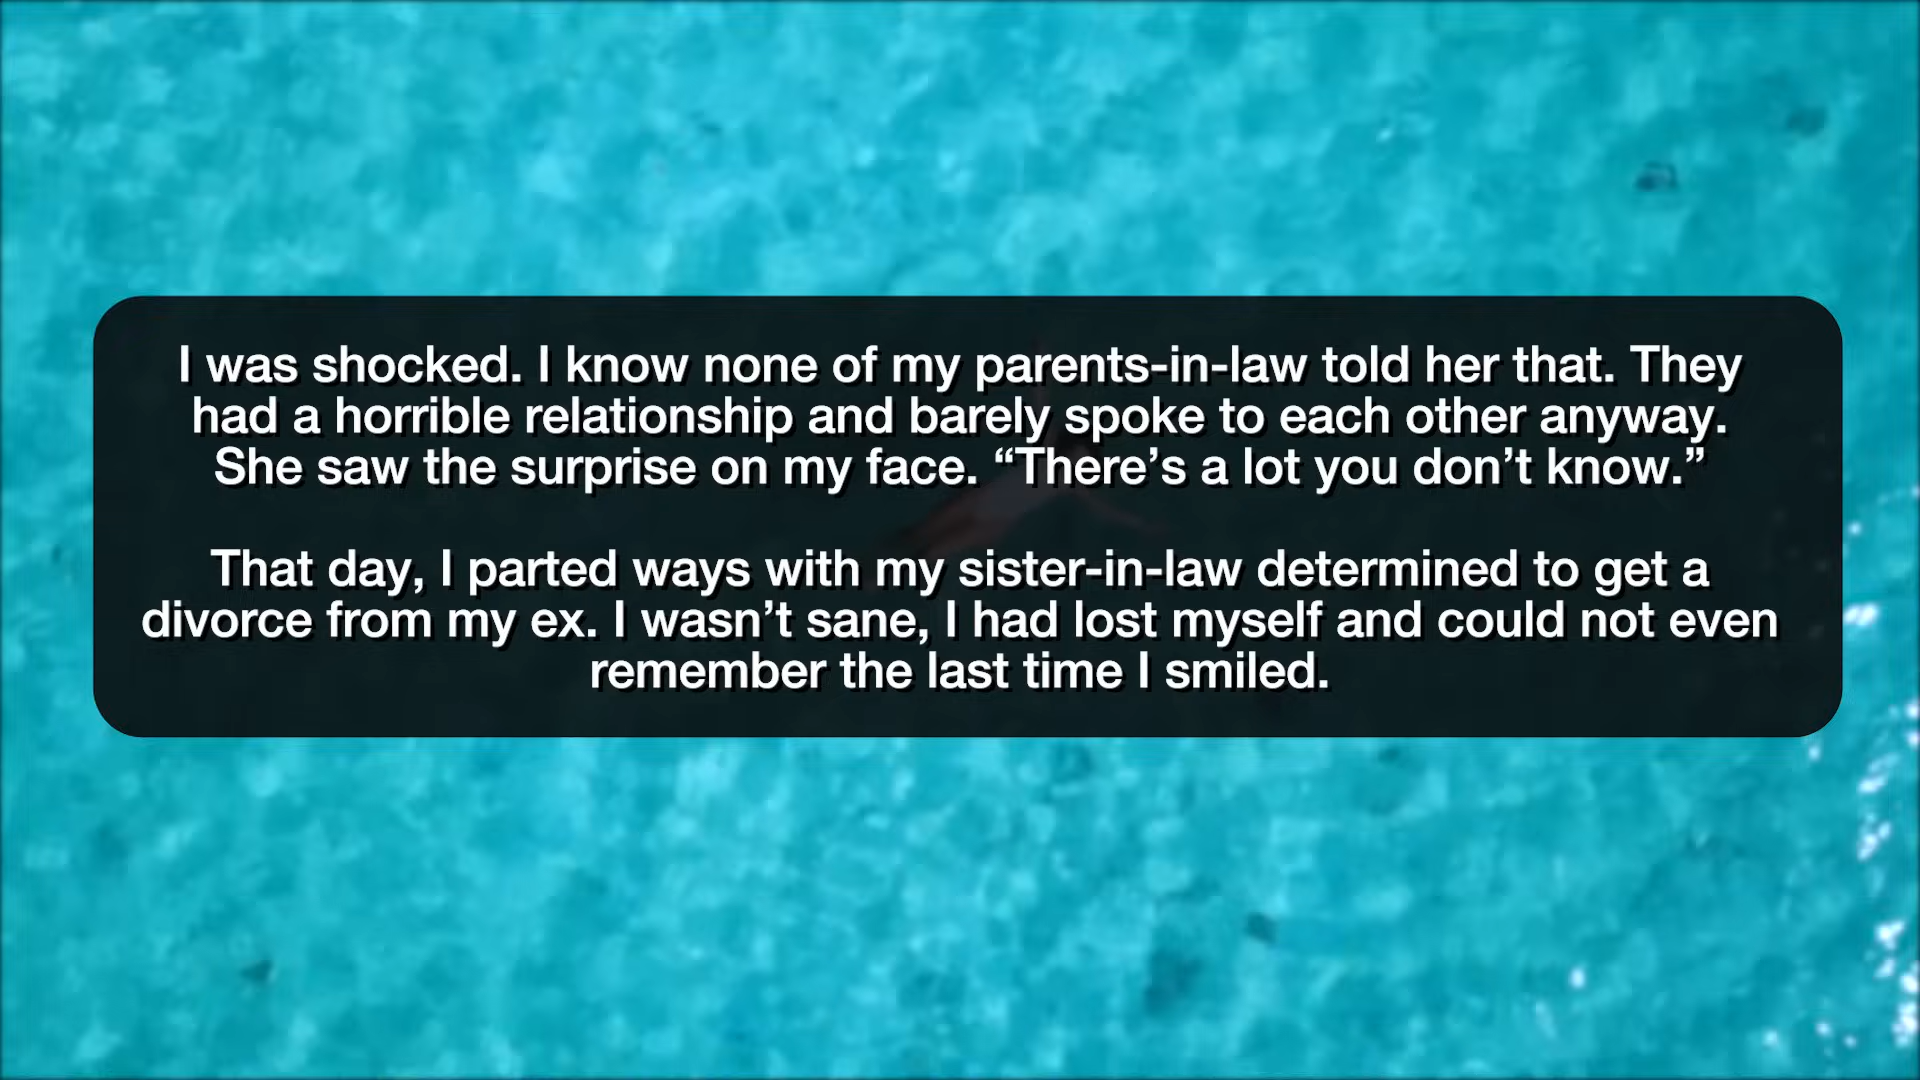 I was shocked. I know none of my parents-in-law told her that. They
had a horrible relationship and barely spoke to each other anyway.
She saw the surprise on my face. “There’s a lot you don’t know.”
That day, I parted ways with my sister-in-law determined to get a
divorce from my ex. I wasn’t sane, I had lost myself and could not even
remember the last time I smiled.